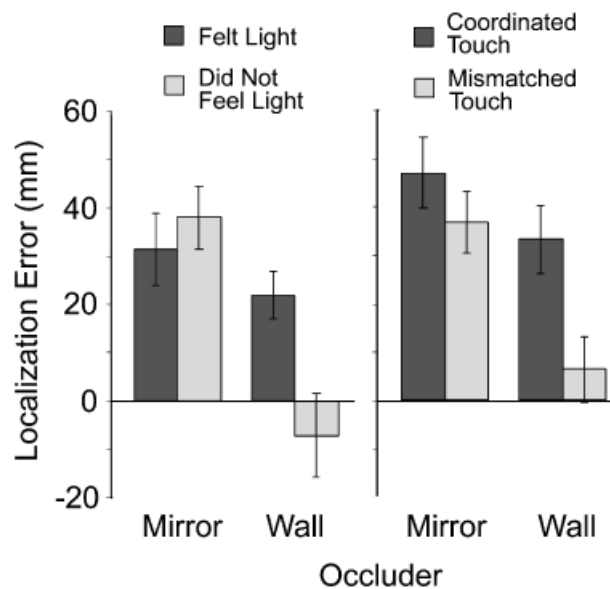 Felt Light
Did Not
Feel Light
Coordinated
Touch
Mismatched
Touch
Localization Error (mm)
60
40
20
0
-20
Mirror Wall
Mirror Wall
Occluder